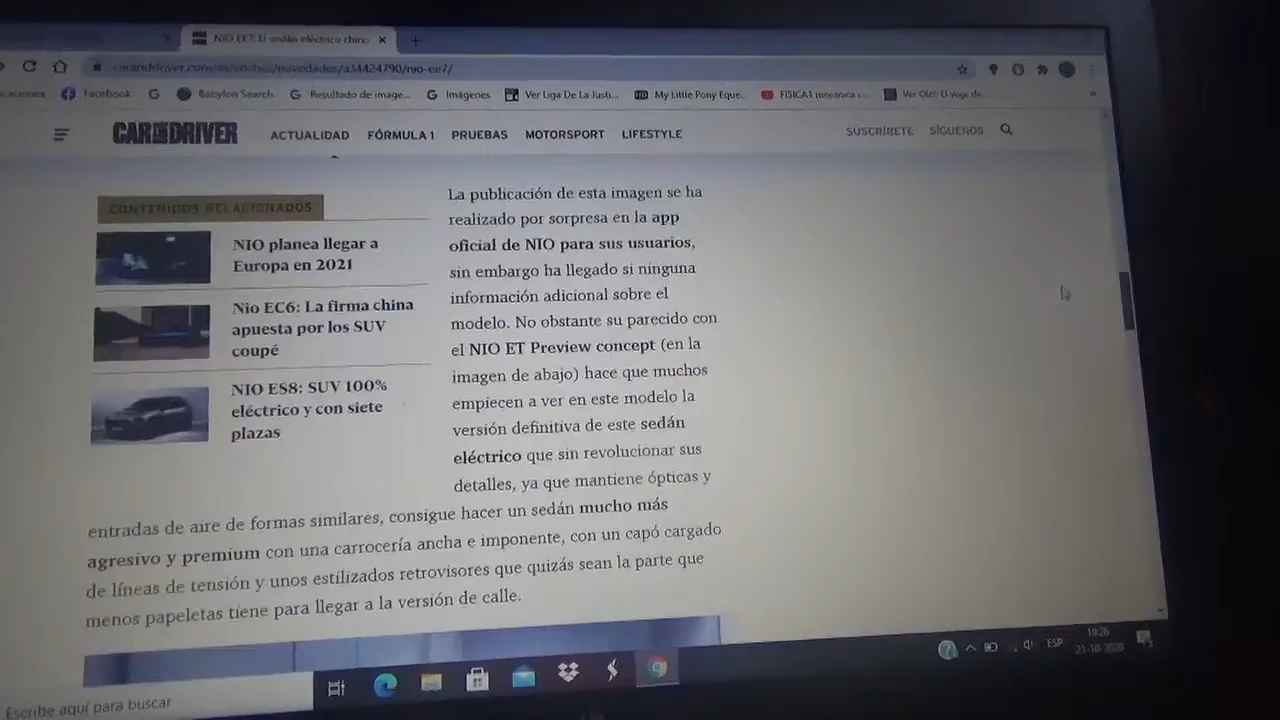 NIO EE7: El sedán eléctrico chino
caranddriver.com/es/coches/novedades/a34424790/nio-ee7/
Facebook
Babylon Search
Resultado de image...
Imágenes
Ver Liga De La Justi...
My Little Pony Eque...
FISICA1 mecánica c...
CAR AND DRIVER
ACTUALIDAD FÓRMULA 1 PRUEBAS MOTORSPORT LIFESTYLE
SUSCRÍBETE SÍGUENOS
CONTENIDOS RELACIONADOS
NIO planea llegar a
Europa en 2021
Nio EC6: La firma china
apuesta por los SUV
coupé
NIO ES8: SUV 100%
eléctrico y con siete
plazas
La publicación de esta imagen se ha
realizado por sorpresa en la app
oficial de NIO para sus usuarios,
sin embargo ha llegado si ninguna
información adicional sobre el
modelo. No obstante su parecido con
el NIO ET Preview concept (en la
imagen de abajo) hace que muchos
empiecen a ver en este modelo la
versión definitiva de este sedán
eléctrico que sin revolucionar sus
detalles, ya que mantiene ópticas y
entradas de aire de formas similares, consigue hacer un sedán mucho más
agresivo y premium con una carrocería ancha e imponente, con un capó cargado
de líneas de tensión y unos estilizados retrovisores que quizás sean la parte que
menos papeletas tiene para llegar a la versión de calle.
Escribe aquí para buscar
ESP
19:26
21-10-2020